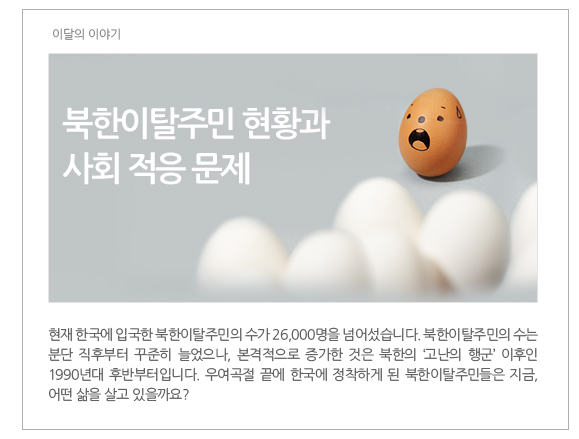 이달의 이야기
북한이탈주민 현황과
사회 적응 문제
현재 한국에 입국한 북한이탈주민의 수가 26,000명을 넘어섰습니다. 북한이탈주민의 수는
분단 직후부터 꾸준히 늘었으나, 본격적으로 증가한 것은 북한의 ‘고난의 행군’ 이후인
1990년대 후반부터입니다. 우여곡절 끝에 한국에 정착하게 된 북한이탈주민들은 지금,
어떤 삶을 살고 있을까요?